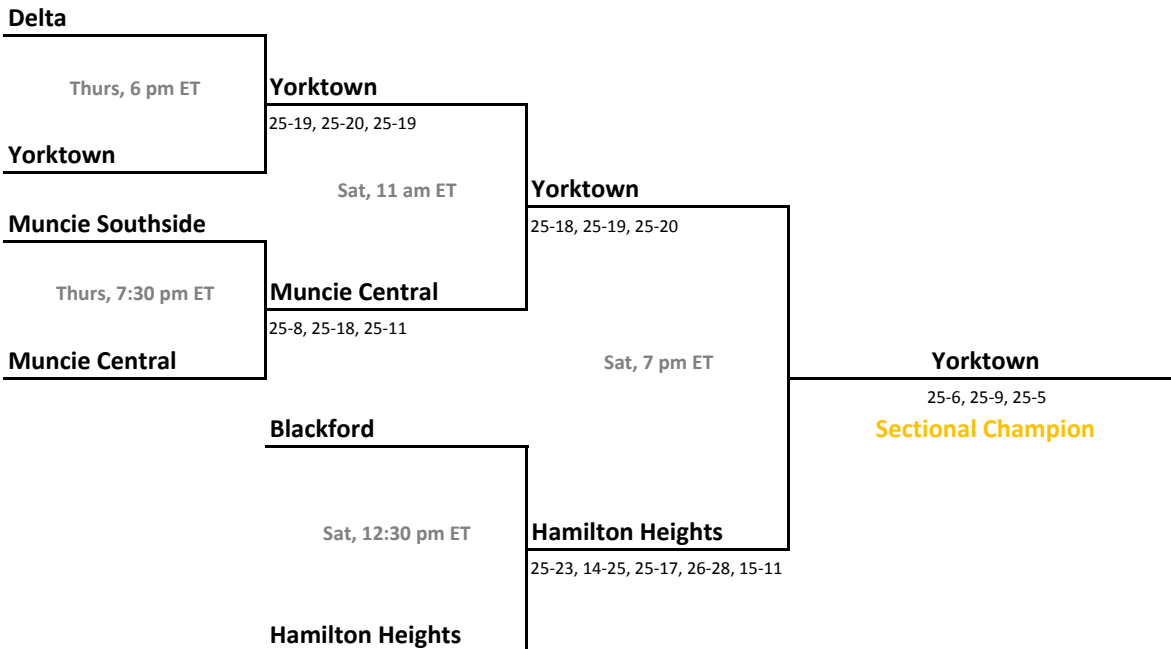 Delta
Thurs, 6 pm ET
Yorktown
25-19, 25-20, 25-19
Yorktown
Sat, 11 am ET
Yorktown
25-18, 25-19, 25-20
Muncie Southside
Thurs, 7:30 pm ET
Muncie Central
25-8, 25-18, 25-11
Muncie Central
Sat, 7 pm ET
Yorktown
25-6, 25-9, 25-5
Sectional Champion
Blackford
Sat, 12:30 pm ET
Hamilton Heights
25-23, 14-25, 25-17, 26-28, 15-11
Hamilton Heights